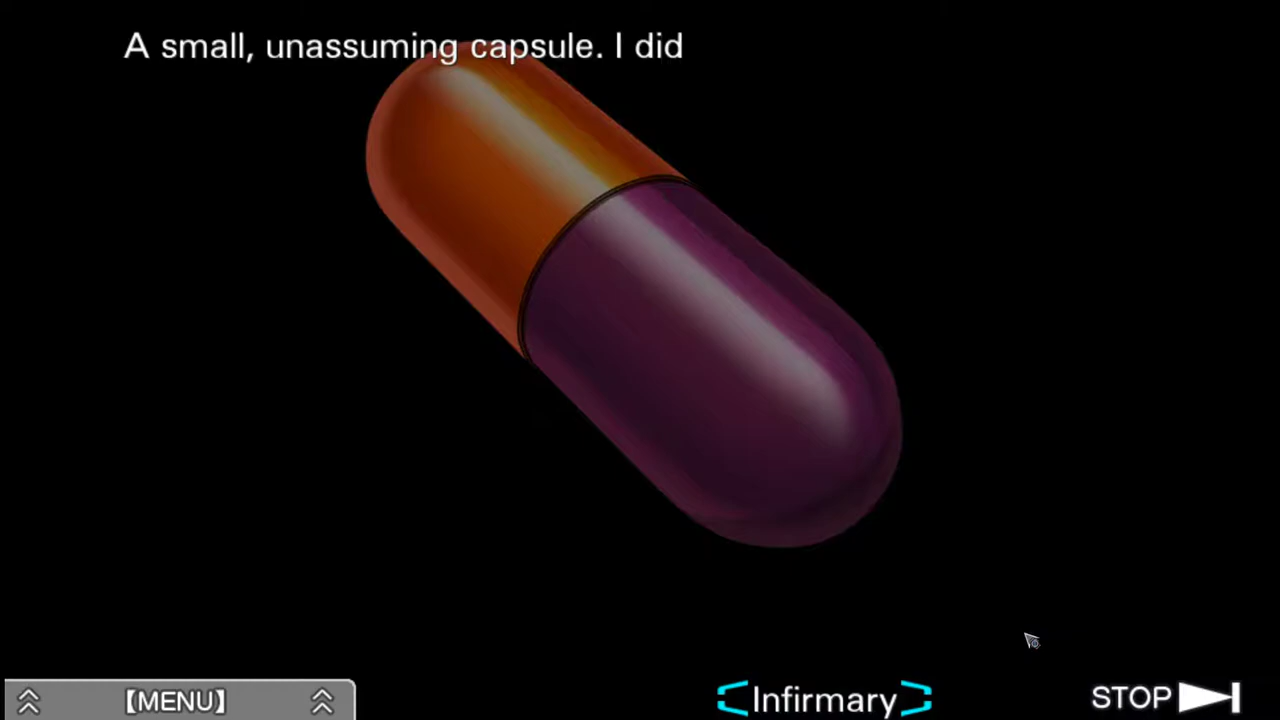 A small, unassuming capsule. I did
【MENU】
Infirmary
STOP